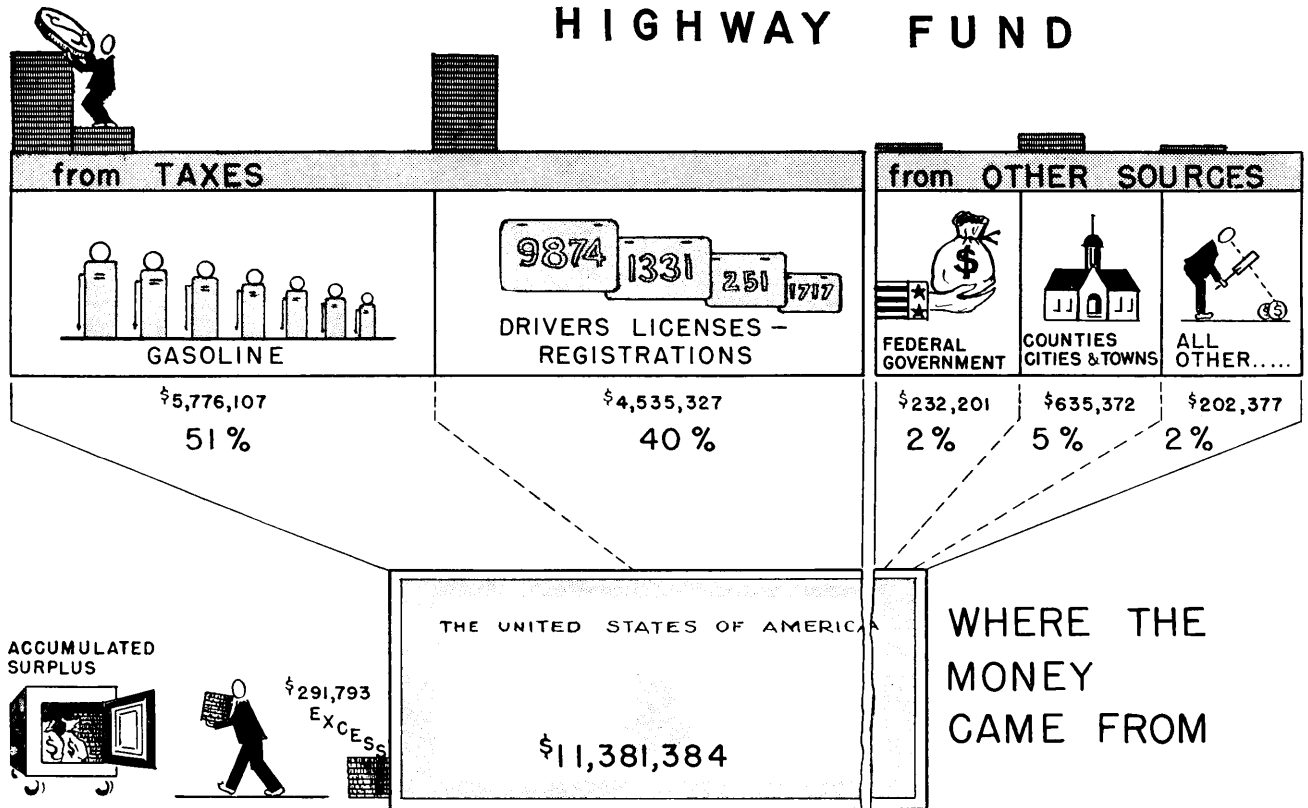 HIGHWAY FUND
from TAXES
from OTHER SOURCES
9874
1331
251
1717
GASOLINE
DRIVERS LICENSES –
REGISTRATIONS
$
FEDERAL
GOVERNMENT
COUNTIES
CITIES & TOWNS
$
ALL
OTHER.....
$5,776,107
51%
$4,535,327
40%
$232,201
2%
$635,372
5%
$202,377
2%
THE UNITED STATES OF AMERICA
$11,381,384
ACCUMULATED
SURPLUS
$ $
$291,793
EXCESS
WHERE THE
MONEY
CAME FROM